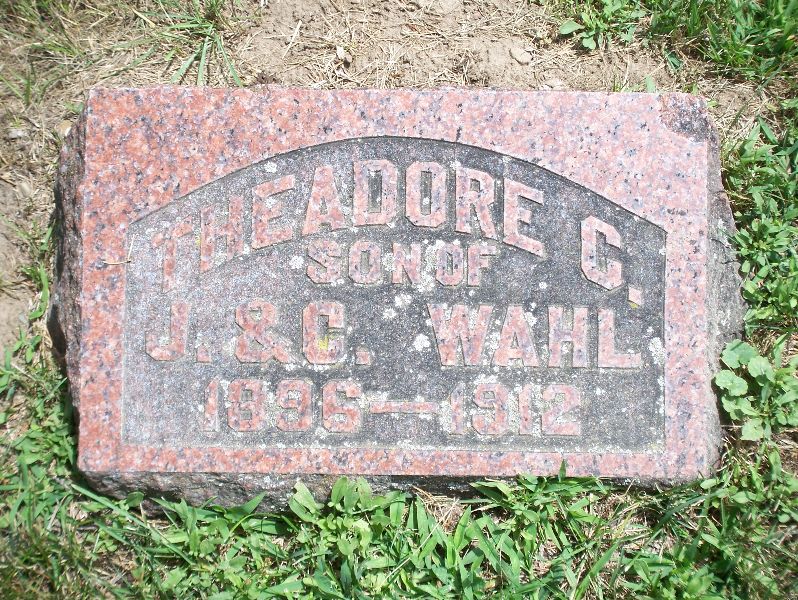 THEADORE C.
SON OF
J. & C. WAHL
1896—1912